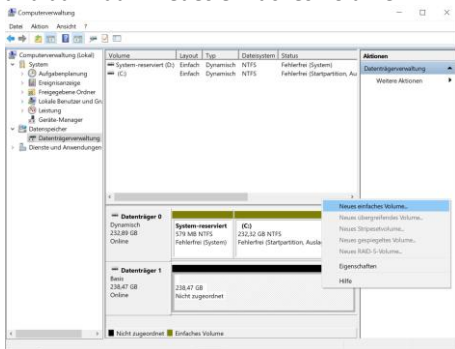 Computerverwaltung
Datei Aktion Ansicht ?
Computerverwaltung (Lokal)
System
Aufgabenplanung
Ereignisanzeige
Freigegebene Ordner
Lokale Benutzer und Gru
Leistung
Geräte-Manager
Datenspeicher
Datenträgerverwaltung
Dienste und Anwendungen
Volume Layout Typ Dateisystem Status
System-reserviert (D:) Einfach Dynamisch NTFS Fehlerfrei (System)
(C:) Einfach Dynamisch NTFS Fehlerfrei (Startpartition, Au
Aktionen
Datenträgerverwaltung
Weitere Aktionen
Datenträger 0
Dynamisch
232,89 GB
Online
System-reserviert
579 MB NTFS
Fehlerfrei (System)
(C:)
232,32 GB NTFS
Fehlerfrei (Startpartition, Ausla
Datenträger 1
Basis
238,47 GB
Online
238,47 GB
Nicht zugeordnet
Neues einfaches Volume...
Neues übergreifendes Volume...
Neues Stripesetvolume...
Neues gespiegeltes Volume...
Neues RAID-5-Volume...
Eigenschaften
Hilfe
Nicht zugeordnet Einfaches Volume